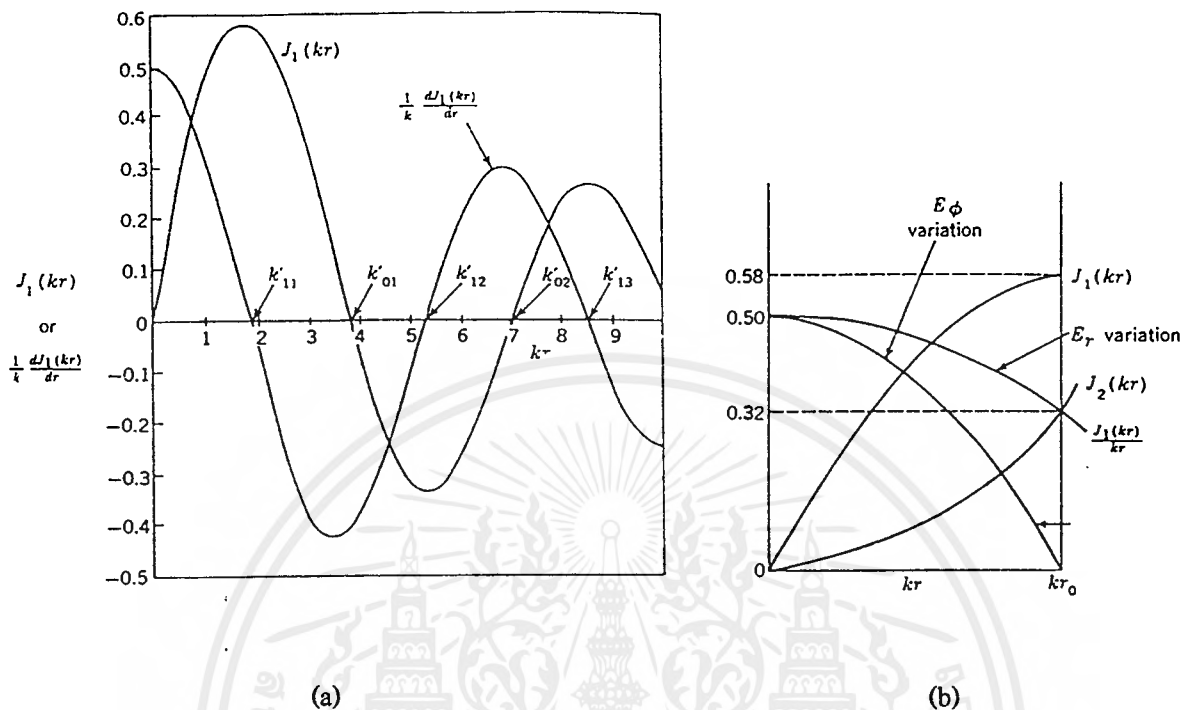 0.6
0.5
0.4
0.3
0.2
0.1
0
−0.1
−0.2
−0.3
−0.4
−0.5
J₁(kr)
or
1/k dJ₁(kr)/dr
J₁(kr)
1/k dJ₁(kr)/dr
k′₁₁ k′₀₁ k′₁₂ k′₀₂ k′₁₃
1 2 3 4 5 6 7 8 9
kr
(a)
E ϕ
variation
0.58
0.50
0.32
0
J₁(kr)
Eᵣ variation
J₂(kr)
J₁(kr)/kr
kr
kr₀
(b)